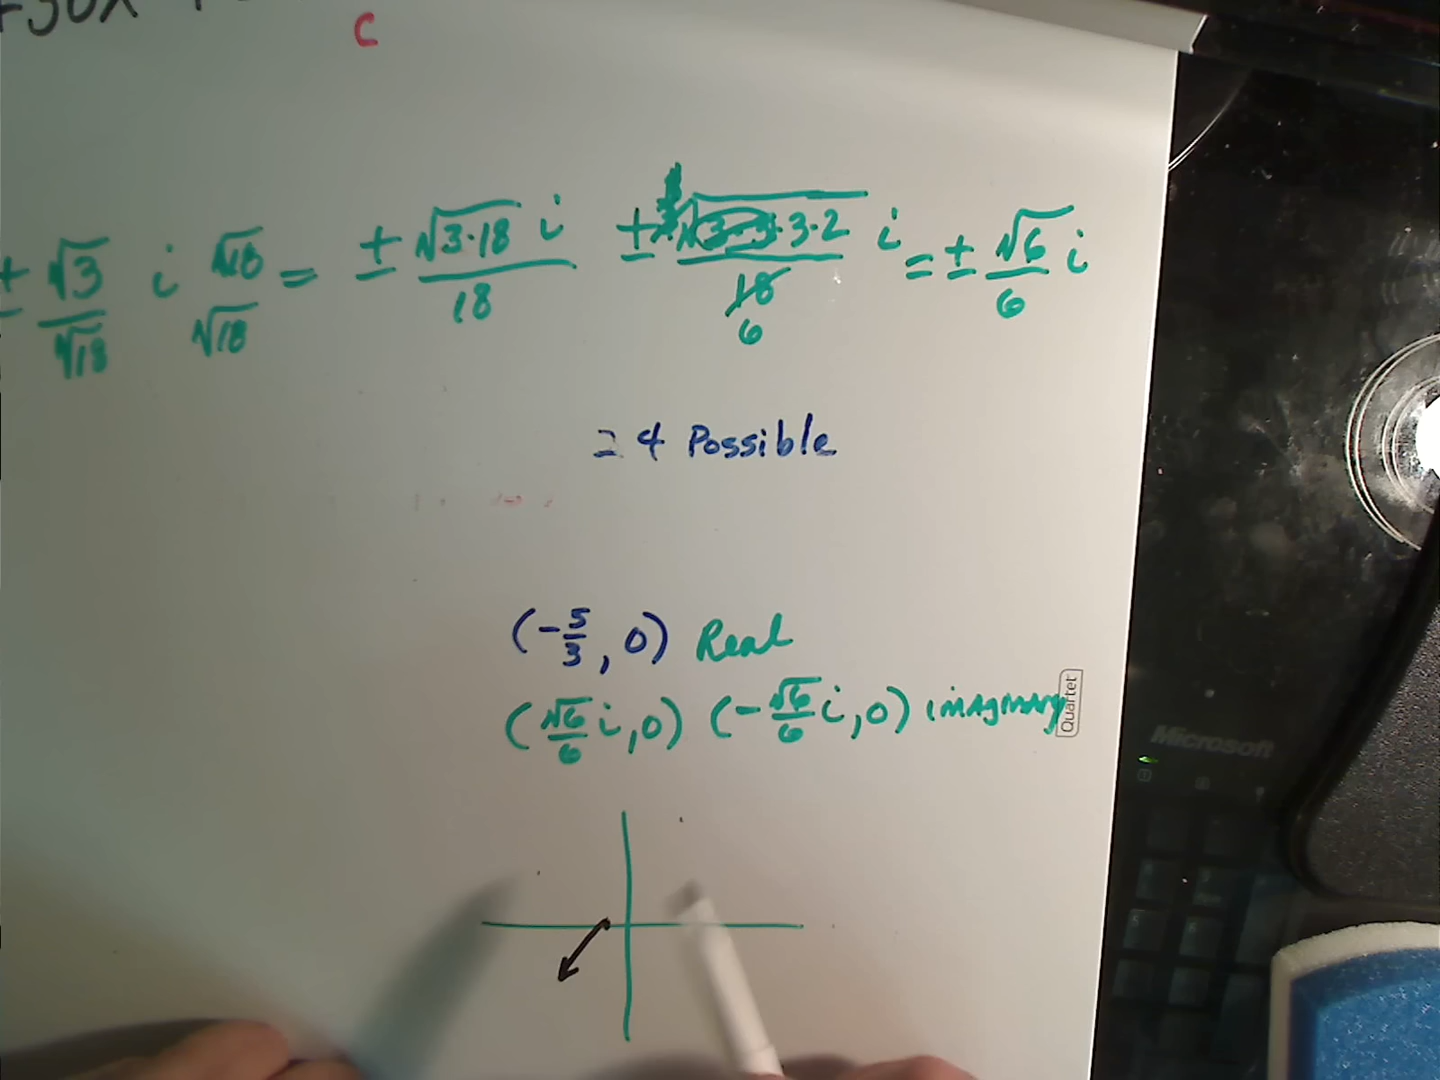 +30x +
c
± √3/√18 i √18/√18 = ± √(3·18)/18 i ± √(3·3·3·2)/18 i = ± √6/6 i
6
= 4 Possible
(-5/3, 0) Real
(√6/6 i, 0) (-√6/6 i, 0) imaginary
Quartet
Microsoft